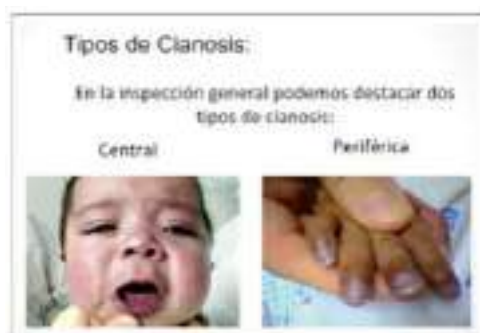 Tipos de Cianosis:
En la inspección general podemos destacar dos
tipos de cianosis:
Central
Periférica